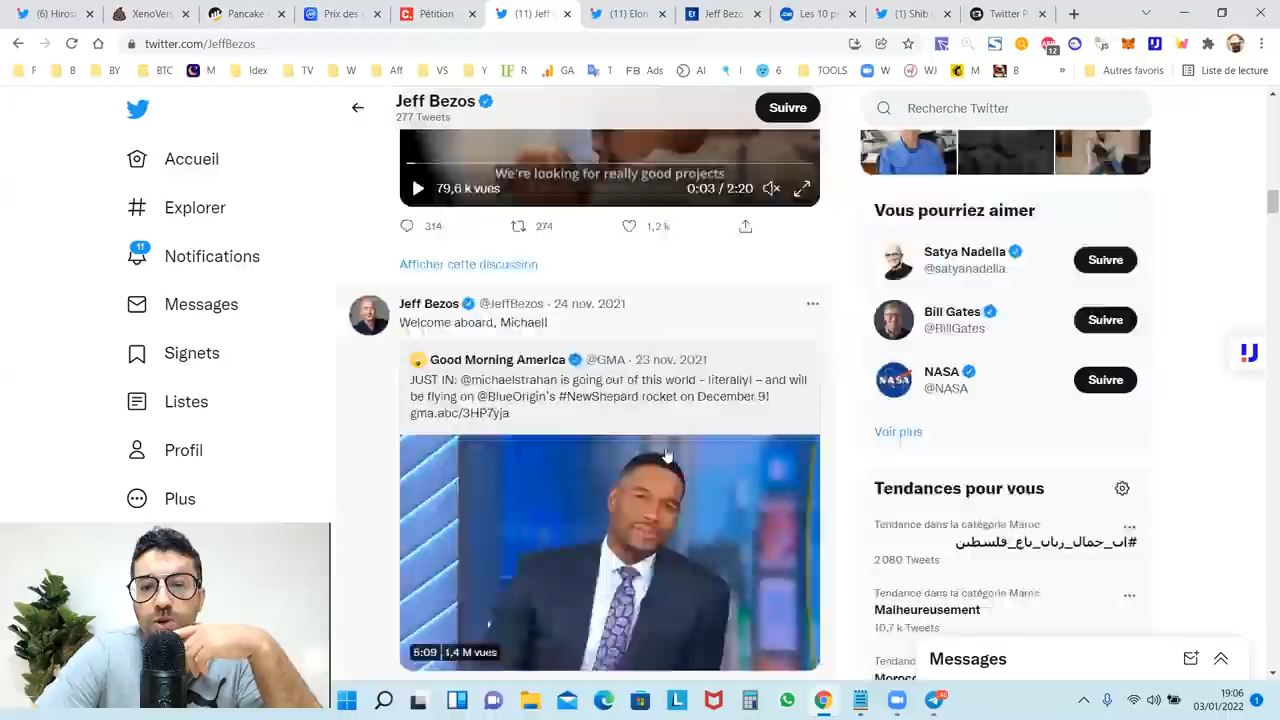 (6) Hiros
XenoVers
Pancake
Prix des
Pétition
(11) Jeff
(11) Elon
Jeff Bezo
Les 10 p
(1) Shib
Twitter P
twitter.com/JeffBezos
12
F
B
BY
BTC
M
Idex
TV
W
Aff
VS
Y
R
GA
T
FB Ads
AI
I
6
TOOLS
W
WJ
M
B
»
Autres favoris
Liste de lecture
Jeff Bezos
277 Tweets
Suivre
Recherche Twitter
Accueil
Explorer
11
Notifications
Messages
Signets
Listes
Profil
Plus
We're looking for really good projects
79,6 k vues
0:03 / 2:20
314
274
1,2 k
Afficher cette discussion
Jeff Bezos @JeffBezos · 24 nov. 2021
Welcome aboard, Michael!
Good Morning America @GMA · 23 nov. 2021
JUST IN: @michaelstrahan is going out of this world - literally! – and will
be flying on @BlueOrigin's #NewShepard rocket on December 9!
gma.abc/3HP7yja
5:09 | 1,4 M vues
Vous pourriez aimer
Satya Nadella
@satyanadella
Suivre
Bill Gates
@BillGates
Suivre
NASA
@NASA
Suivre
Voir plus
Tendances pour vous
Tendance dans la catégorie Maroc
2 080 Tweets
Tendance dans la catégorie Maroc
Malheureusement
10,7 k Tweets
Tendance
Morocc
Messages
19:06
03/01/2022